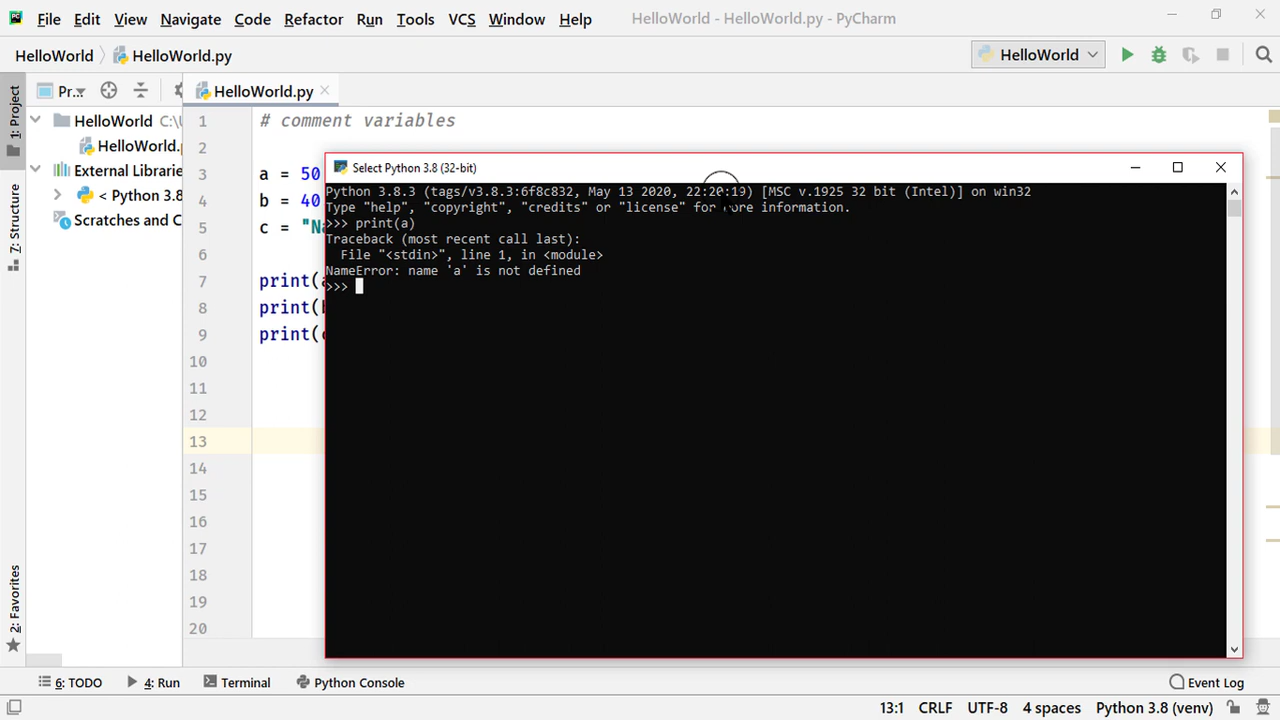 File Edit View Navigate Code Refactor Run Tools VCS Window Help HelloWorld - HelloWorld.py - PyCharm
HelloWorld HelloWorld.py HelloWorld
1: Project
7: Structure
2: Favorites
Pr...
HelloWorld
HelloWorld.
External Librarie
< Python 3.8
Scratches and C
HelloWorld.py
1 # comment variables
2
3 a = 50
4 b = 40
5 c = "N
6
7 print(
8 print(
9 print(
10
11
12
13
14
15
16
17
18
19
20
Select Python 3.8 (32-bit)
Python 3.8.3 (tags/v3.8.3:6f8c832, May 13 2020, 22:20:19) [MSC v.1925 32 bit (Intel)] on win32
Type "help", "copyright", "credits" or "license" for more information.
>>> print(a)
Traceback (most recent call last):
  File "<stdin>", line 1, in <module>
NameError: name 'a' is not defined
>>>
6: TODO 4: Run Terminal Python Console Event Log
13:1 CRLF UTF-8 4 spaces Python 3.8 (venv)